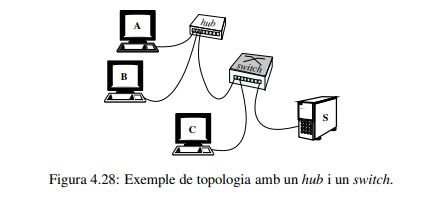 hub
A
switch
B
C
S
Figura 4.28: Exemple de topologia amb un hub i un switch.